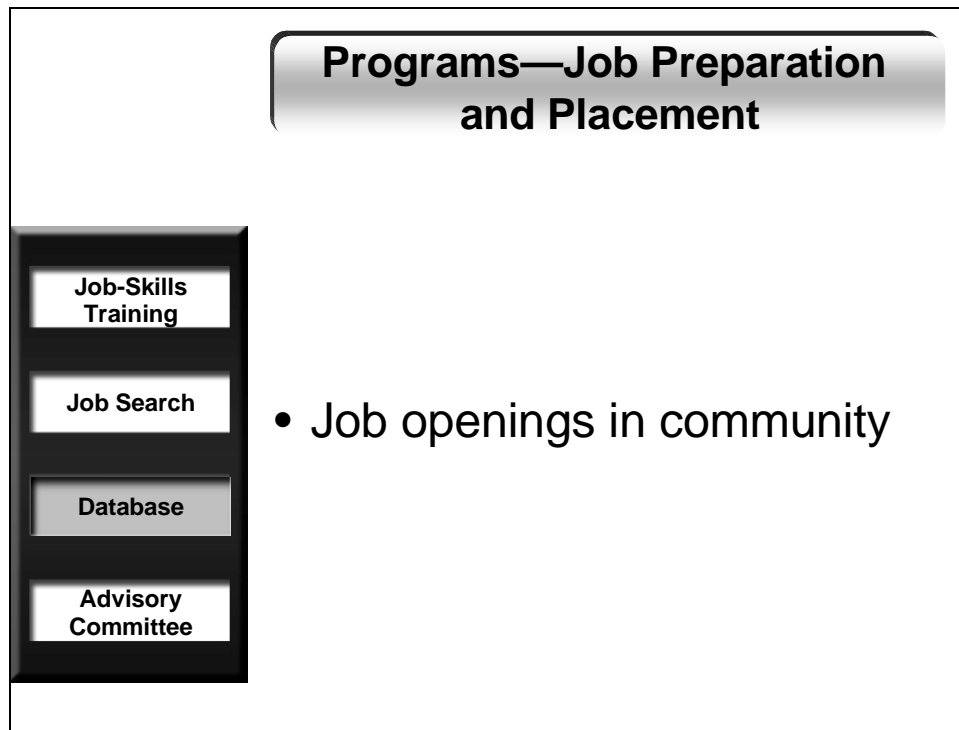 Programs—Job Preparation
and Placement
Job-Skills
Training
Job Search
Database
Advisory
Committee
• Job openings in community